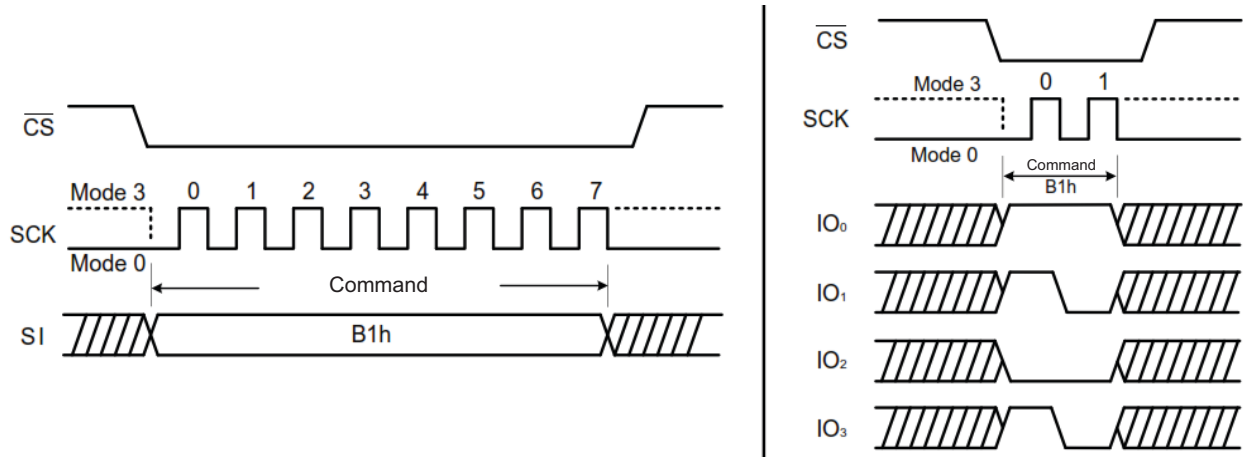 CS
Mode 3 0 1 2 3 4 5 6 7
SCK
Mode 0
Command
SI B1h
CS
Mode 3 0 1
SCK
Mode 0 Command
B1h
IO₀
IO₁
IO₂
IO₃